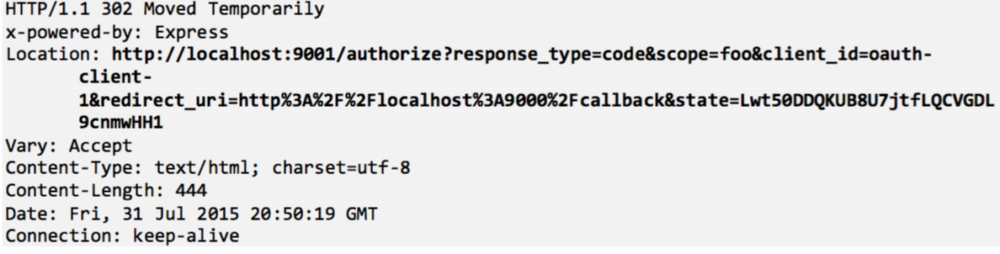 HTTP/1.1 302 Moved Temporarily
x-powered-by: Express
Location: http://localhost:9001/authorize?response_type=code&scope=foo&client_id=oauth-
client-
1&redirect_uri=http%3A%2F%2Flocalhost%3A9000%2Fcallback&state=Lwt50DDQKUB8U7jtfLQCVGDL
9cnmwHH1
Vary: Accept
Content-Type: text/html; charset=utf-8
Content-Length: 444
Date: Fri, 31 Jul 2015 20:50:19 GMT
Connection: keep-alive